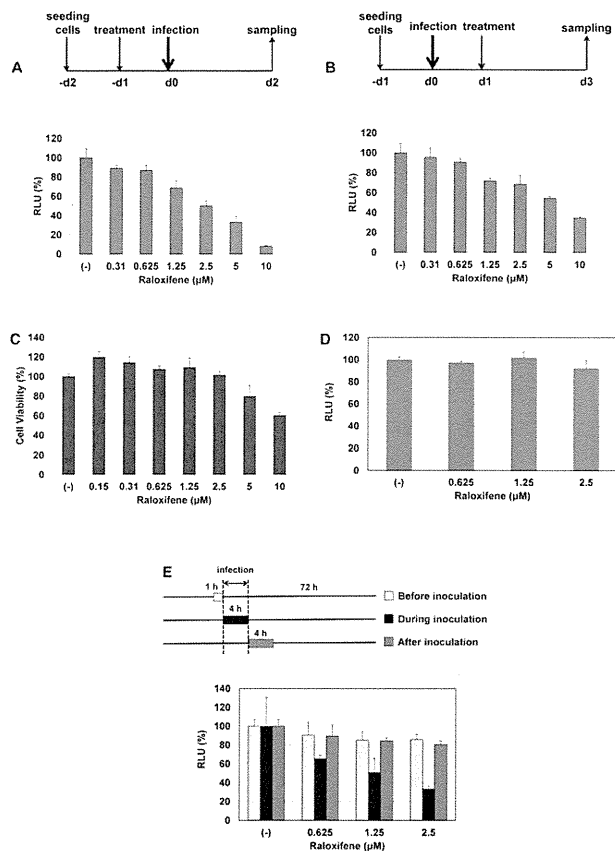 seeding cells treatment infection sampling
A
-d2 -d1 d0 d2
RLU (%)
120
100
80
60
40
20
0
(-) 0.31 0.625 1.25 2.5 5 10
Raloxifene (µM)
seeding cells infection treatment sampling
B
-d1 d0 d1 d3
RLU (%)
120
100
80
60
40
20
0
(-) 0.31 0.625 1.25 2.5 5 10
Raloxifene (µM)
C
Cell Viability (%)
140
120
100
80
60
40
20
0
(-) 0.15 0.31 0.625 1.25 2.5 5 10
Raloxifene (µM)
D
RLU (%)
120
100
80
60
40
20
0
(-) 0.625 1.25 2.5
Raloxifene (µM)
E
infection
1 h 72 h
Before inoculation
4 h
During inoculation
4 h
After inoculation
RLU (%)
140
120
100
80
60
40
20
0
(-) 0.625 1.25 2.5
Raloxifene (µM)